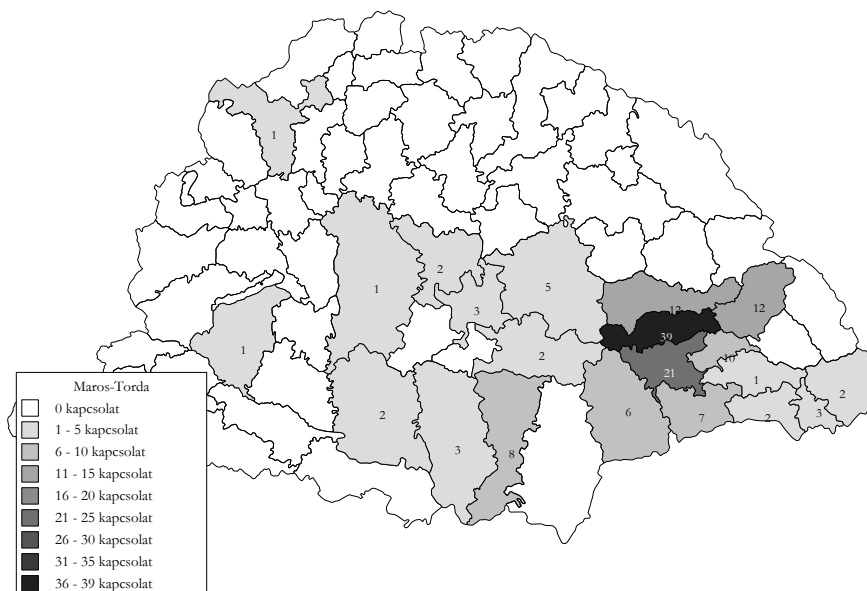 1
2
1
5
12
3
39
1
2
10
21
1
2
2
6
7
2
3
3
8
Maros-Torda
0 kapcsolat
1 - 5 kapcsolat
6 - 10 kapcsolat
11 - 15 kapcsolat
16 - 20 kapcsolat
21 - 25 kapcsolat
26 - 30 kapcsolat
31 - 35 kapcsolat
36 - 39 kapcsolat